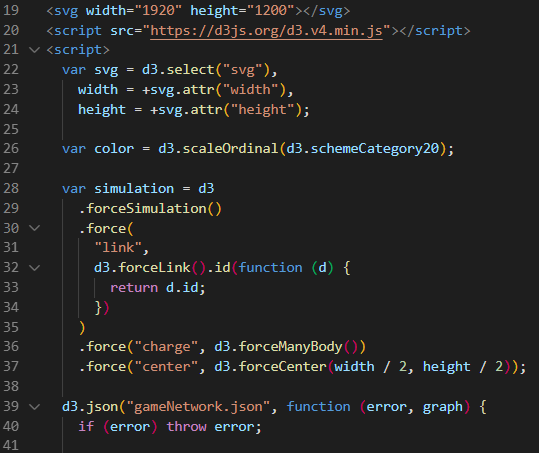 19 <svg width="1920" height="1200"></svg>
20 <script src="https://d3js.org/d3.v4.min.js"></script>
21 <script>
22 var svg = d3.select("svg"),
23 width = +svg.attr("width"),
24 height = +svg.attr("height");
25
26 var color = d3.scaleOrdinal(d3.schemeCategory20);
27
28 var simulation = d3
29 .forceSimulation()
30 .force(
31 "link",
32 d3.forceLink().id(function (d) {
33 return d.id;
34 })
35 )
36 .force("charge", d3.forceManyBody())
37 .force("center", d3.forceCenter(width / 2, height / 2));
38
39 d3.json("gameNetwork.json", function (error, graph) {
40 if (error) throw error;
41